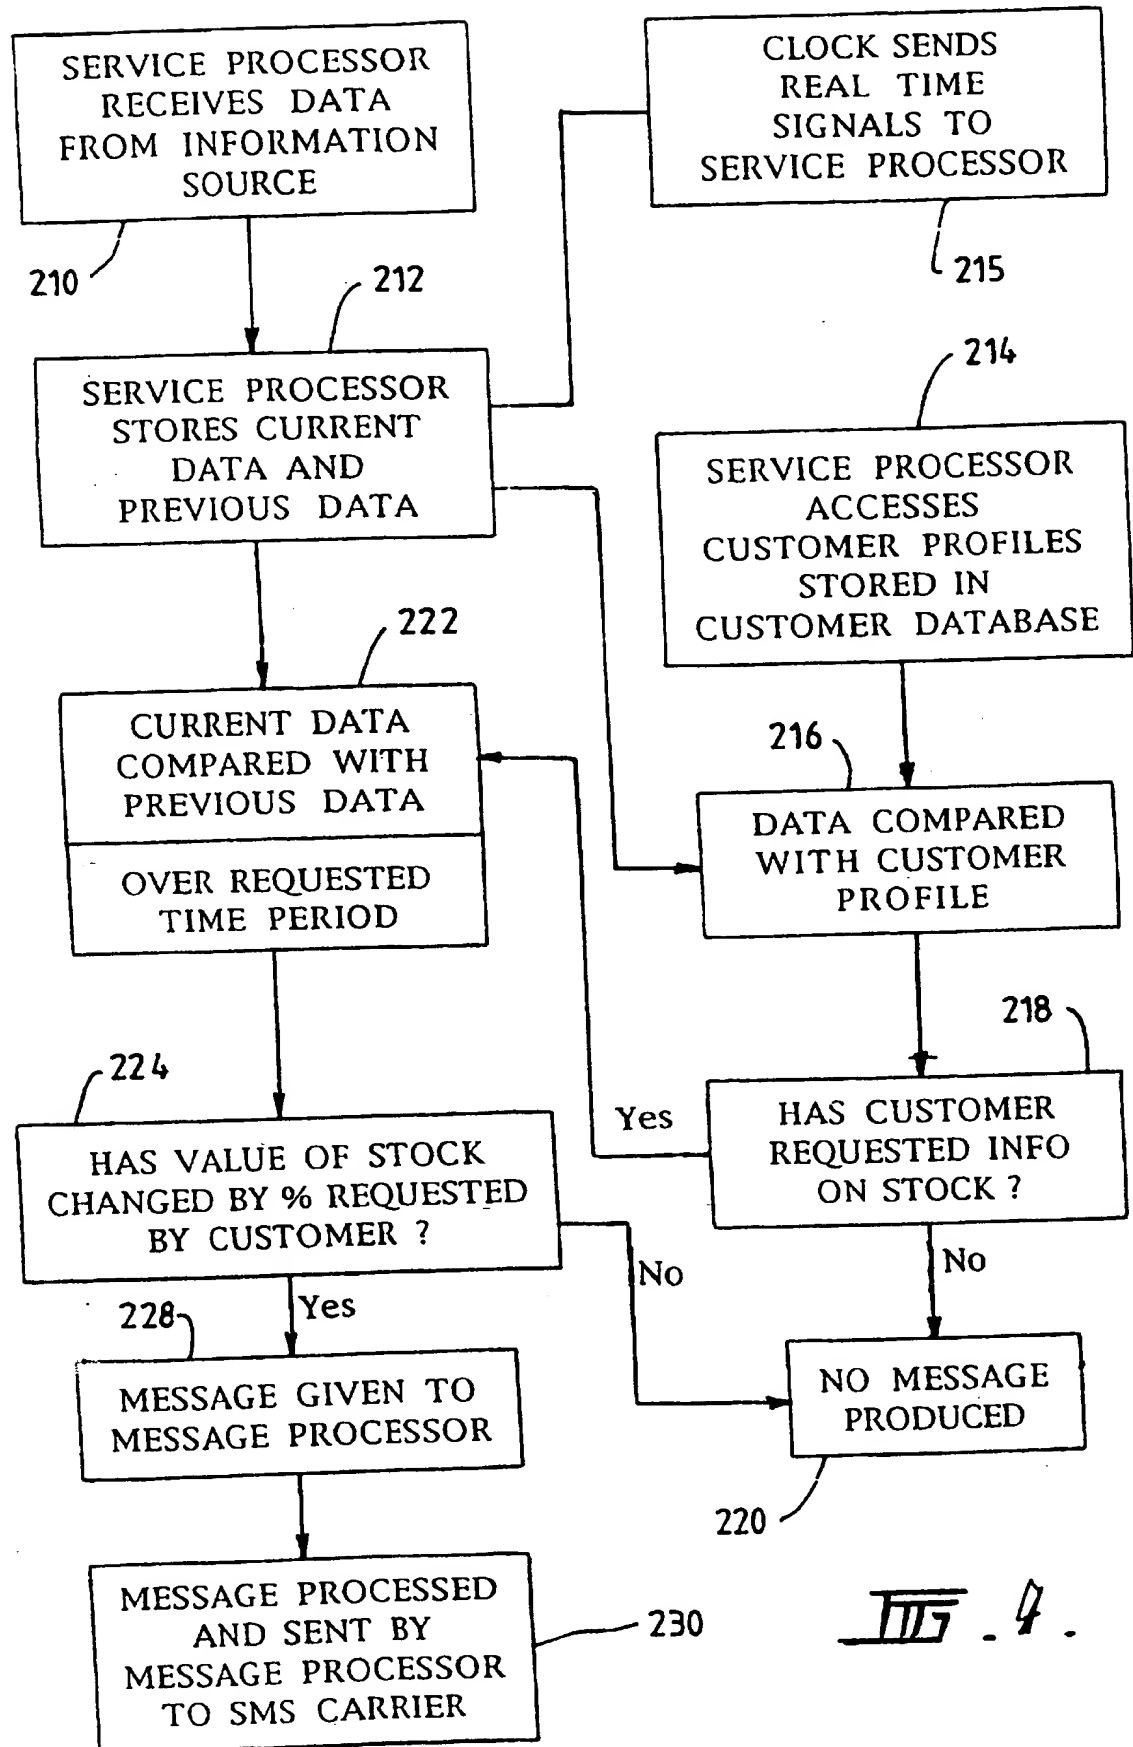 SERVICE PROCESSOR
RECEIVES DATA
FROM INFORMATION
SOURCE
210
CLOCK SENDS
REAL TIME
SIGNALS TO
SERVICE PROCESSOR
215
212
SERVICE PROCESSOR
STORES CURRENT
DATA AND
PREVIOUS DATA
214
SERVICE PROCESSOR
ACCESSES
CUSTOMER PROFILES
STORED IN
CUSTOMER DATABASE
222
CURRENT DATA
COMPARED WITH
PREVIOUS DATA
OVER REQUESTED
TIME PERIOD
216
DATA COMPARED
WITH CUSTOMER
PROFILE
218
HAS CUSTOMER
REQUESTED INFO
ON STOCK ?
Yes
No
224
HAS VALUE OF STOCK
CHANGED BY % REQUESTED
BY CUSTOMER ?
No
Yes
228
MESSAGE GIVEN TO
MESSAGE PROCESSOR
NO MESSAGE
PRODUCED
220
MESSAGE PROCESSED
AND SENT BY
MESSAGE PROCESSOR
TO SMS CARRIER
230
FIG